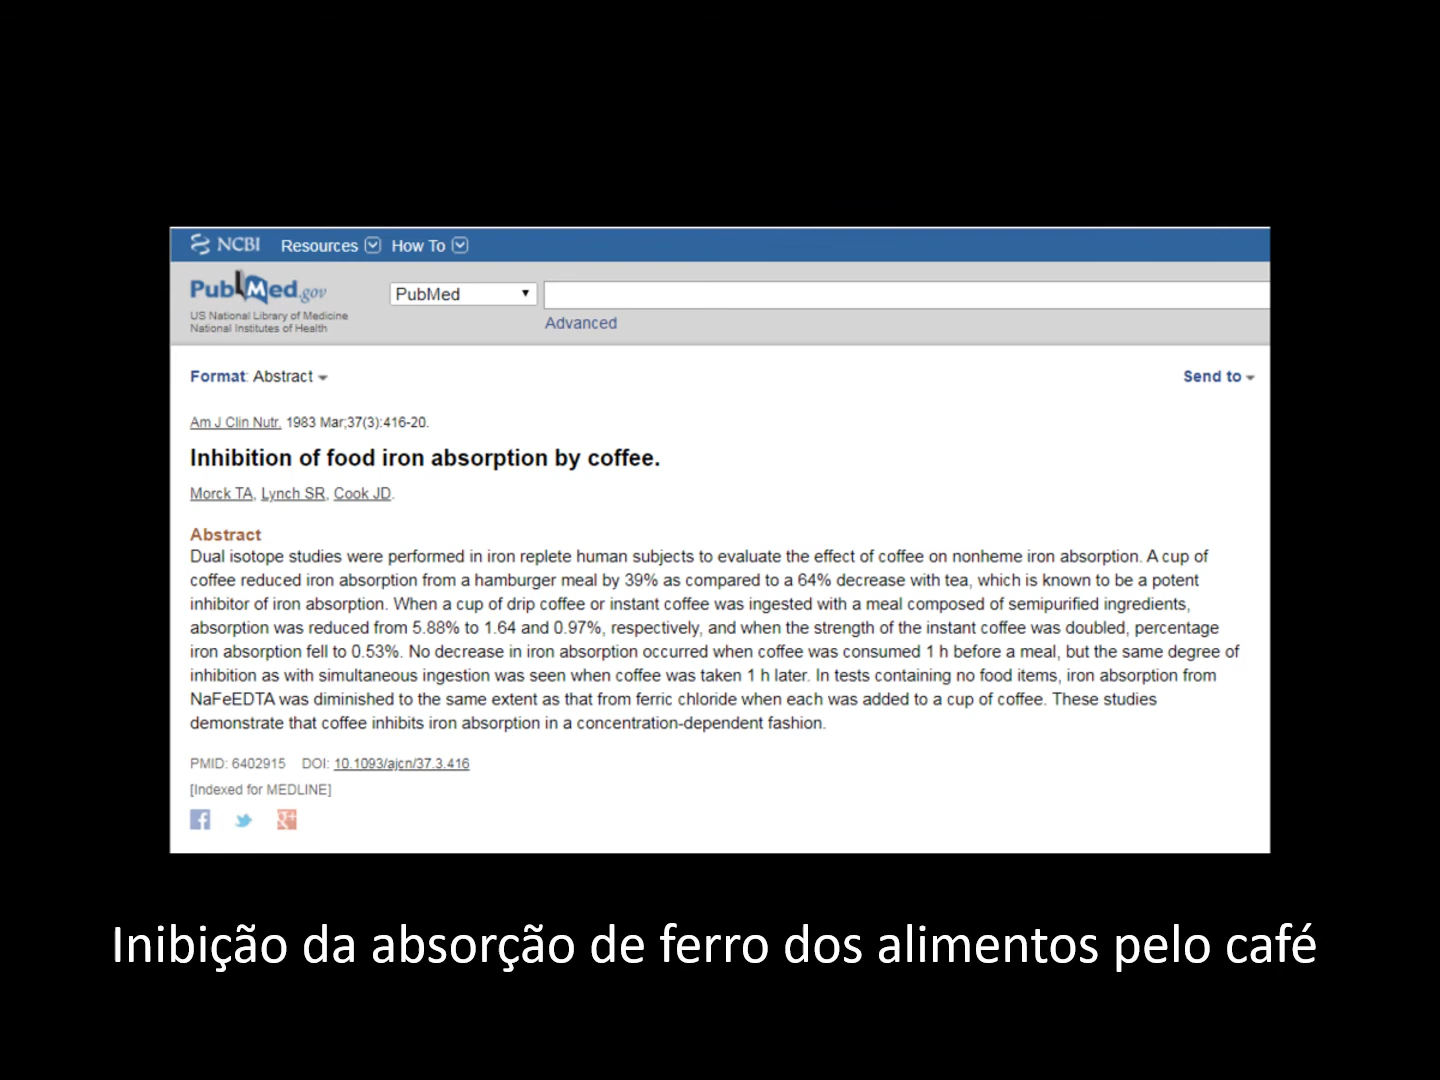 NCBI Resources How To
PubMed.gov
US National Library of Medicine
National Institutes of Health
PubMed
Advanced
Format: Abstract
Send to
Am J Clin Nutr. 1983 Mar;37(3):416-20.
Inhibition of food iron absorption by coffee.
Morck TA, Lynch SR, Cook JD.
Abstract
Dual isotope studies were performed in iron replete human subjects to evaluate the effect of coffee on nonheme iron absorption. A cup of
coffee reduced iron absorption from a hamburger meal by 39% as compared to a 64% decrease with tea, which is known to be a potent
inhibitor of iron absorption. When a cup of drip coffee or instant coffee was ingested with a meal composed of semipurified ingredients,
absorption was reduced from 5.88% to 1.64 and 0.97%, respectively, and when the strength of the instant coffee was doubled, percentage
iron absorption fell to 0.53%. No decrease in iron absorption occurred when coffee was consumed 1 h before a meal, but the same degree of
inhibition as with simultaneous ingestion was seen when coffee was taken 1 h later. In tests containing no food items, iron absorption from
NaFeEDTA was diminished to the same extent as that from ferric chloride when each was added to a cup of coffee. These studies
demonstrate that coffee inhibits iron absorption in a concentration-dependent fashion.
PMID: 6402915 DOI: 10.1093/ajcn/37.3.416
[Indexed for MEDLINE]
Inibição da absorção de ferro dos alimentos pelo café